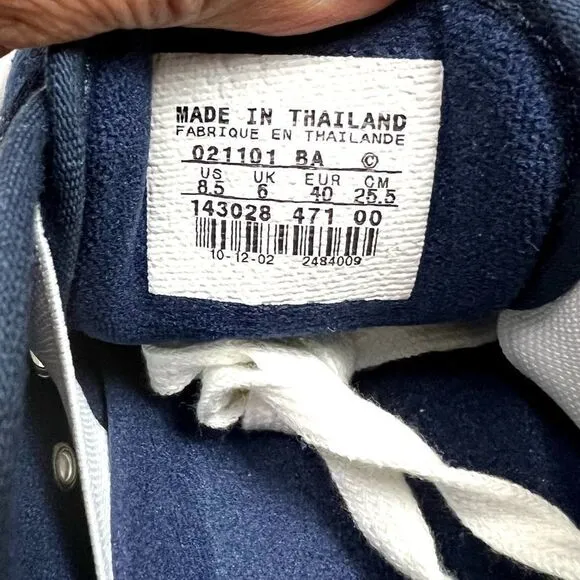 MADE IN THAILAND
FABRIQUE EN THAILANDE
021101 BA ©
US UK EUR CM
8.5 6 40 25.5
143028 471 00
10-12-02 2484009